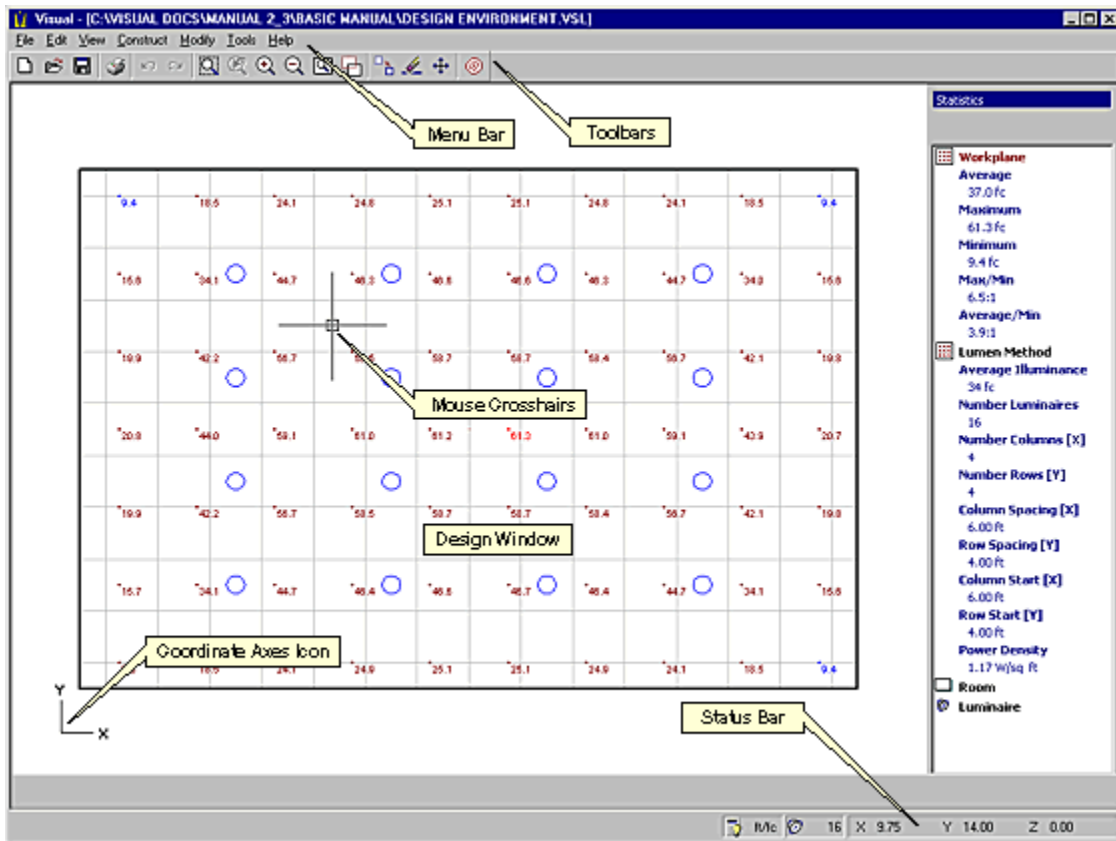 Visual - [C:\VISUAL DOCS\MANUAL 2_3\BASIC MANUAL\DESIGN ENVIRONMENT.VSL]
File Edit View Construct Modify Tools Help
Menu Bar
Toolbars
Statistics
9.4 18.5 24.1 24.8 25.1 25.1 24.8 24.1 18.5 9.4
15.6 34.1 44.7 46.3 46.6 46.3 44.7 34.0 15.6
19.9 42.2 56.7 58.7 58.7 58.4 56.7 42.1 19.8
Mouse Crosshairs
20.8 44.0 59.1 61.0 61.2 61.3 61.0 59.1 43.9 20.7
19.9 42.2 56.7 58.5 58.7 58.7 58.4 56.7 42.1 19.8
Design Window
15.7 34.1 44.7 46.4 46.7 46.4 44.7 34.1 15.6
Coordinate Axes Icon
18.5 24.1 24.9 25.1 25.1 24.9 24.1 18.5 9.4
Y
X
Status Bar
Workplane
Average
37.0 fc
Maximum
61.3 fc
Minimum
9.4 fc
Max/Min
6.5:1
Average/Min
3.9:1
Lumen Method
Average Illuminance
34 fc
Number Luminaires
16
Number Columns [X]
4
Number Rows [Y]
4
Column Spacing [X]
6.00 ft
Row Spacing [Y]
4.00 ft
Column Start [X]
6.00 ft
Row Start [Y]
4.00 ft
Power Density
1.17 W/sq ft
Room
Luminaire
ft/fc 16 X 9.75 Y 14.00 Z 0.00